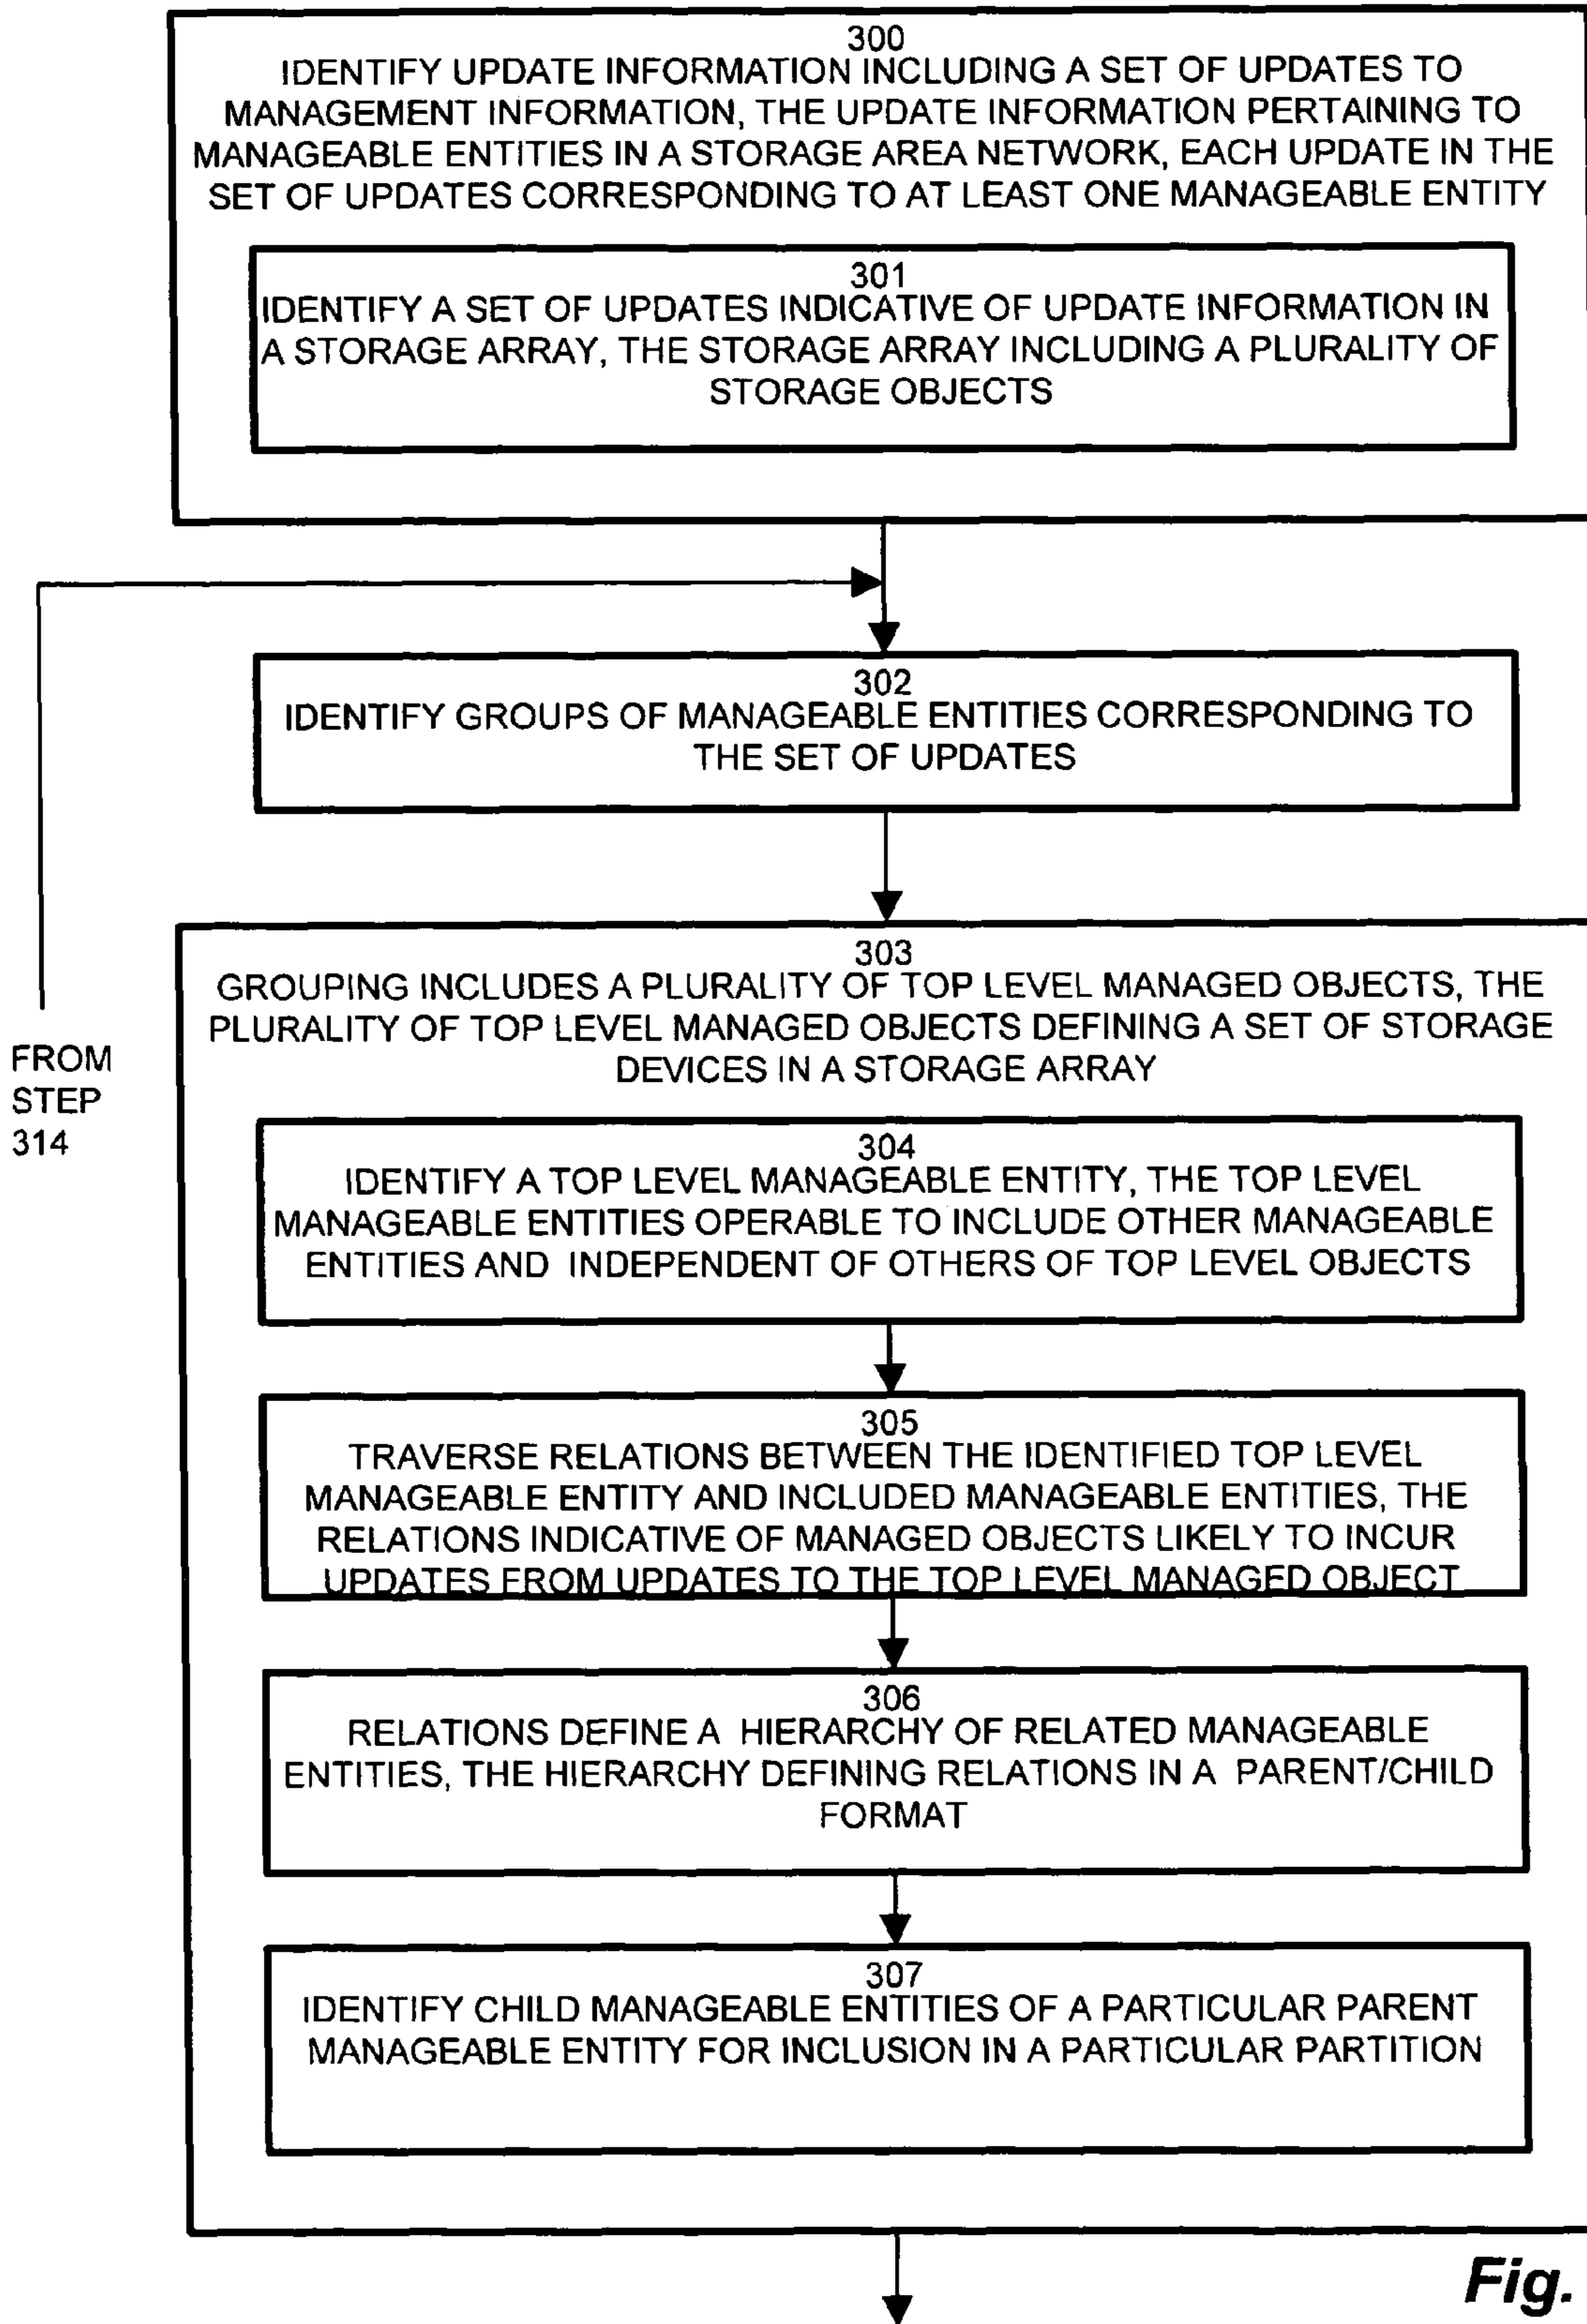 300
IDENTIFY UPDATE INFORMATION INCLUDING A SET OF UPDATES TO
MANAGEMENT INFORMATION, THE UPDATE INFORMATION PERTAINING TO
MANAGEABLE ENTITIES IN A STORAGE AREA NETWORK, EACH UPDATE IN THE
SET OF UPDATES CORRESPONDING TO AT LEAST ONE MANAGEABLE ENTITY
301
IDENTIFY A SET OF UPDATES INDICATIVE OF UPDATE INFORMATION IN
A STORAGE ARRAY, THE STORAGE ARRAY INCLUDING A PLURALITY OF
STORAGE OBJECTS
302
IDENTIFY GROUPS OF MANAGEABLE ENTITIES CORRESPONDING TO
THE SET OF UPDATES
303
GROUPING INCLUDES A PLURALITY OF TOP LEVEL MANAGED OBJECTS, THE
PLURALITY OF TOP LEVEL MANAGED OBJECTS DEFINING A SET OF STORAGE
DEVICES IN A STORAGE ARRAY
FROM
STEP
314
304
IDENTIFY A TOP LEVEL MANAGEABLE ENTITY, THE TOP LEVEL
MANAGEABLE ENTITIES OPERABLE TO INCLUDE OTHER MANAGEABLE
ENTITIES AND INDEPENDENT OF OTHERS OF TOP LEVEL OBJECTS
305
TRAVERSE RELATIONS BETWEEN THE IDENTIFIED TOP LEVEL
MANAGEABLE ENTITY AND INCLUDED MANAGEABLE ENTITIES, THE
RELATIONS INDICATIVE OF MANAGED OBJECTS LIKELY TO INCUR
UPDATES FROM UPDATES TO THE TOP LEVEL MANAGED OBJECT
306
RELATIONS DEFINE A HIERARCHY OF RELATED MANAGEABLE
ENTITIES, THE HIERARCHY DEFINING RELATIONS IN A PARENT/CHILD
FORMAT
307
IDENTIFY CHILD MANAGEABLE ENTITIES OF A PARTICULAR PARENT
MANAGEABLE ENTITY FOR INCLUSION IN A PARTICULAR PARTITION
Fig.